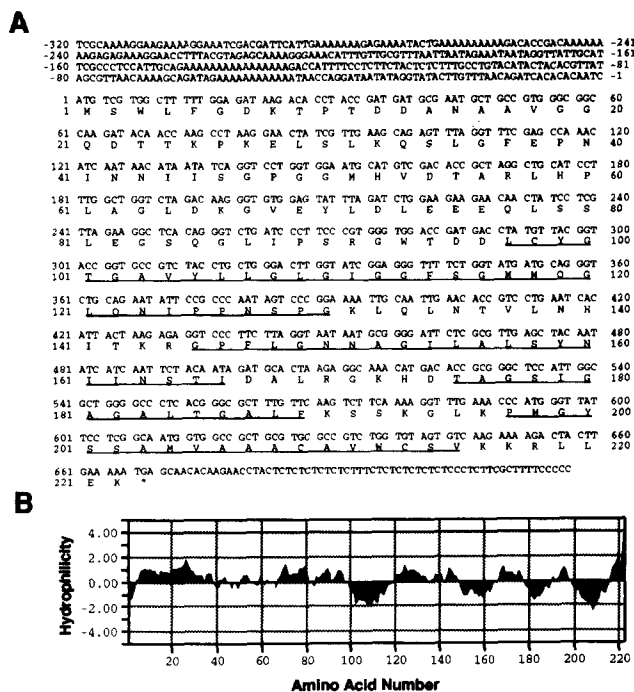 A
-320 TCGCAAAAGGAAGAAAAGGAAATCGACGATTCATTGAAAAAAAGAGAAAATACTGAAAAAAAAAAGACACCGACAAAAAA -241
-240 AAGAGAGAAAGGAACCTTTACGTAGAGCAAAAGGGAAACATTTGTTGCGTTTAATTAATAGAAATAATAGGTTATTGCAT -161
-160 TCGCCCTCCATTGCAGAAAAAAAAAAAAAAGACCATTTTCCTCTTCTACTCTCTTTGCCTGTACATACTACACGTTAT -81
-80 AGCGTTAACAAAAGCAGATAGAAAAAAAAAAATAACCAGGATAATATAGGTATACTTGTTTAACAGATCACACACAATC -1
1 ATG TCG TGG CTT TTT GGA GAT AAG ACA CCT ACC GAT GAT GCG AAT GCT GCC GTG GGC GGC 60
1 M S W L F G D K T P T D D A N A A V G G 20
61 CAA GAT ACA ACC AAG CCT AAG GAA CTA TCG TTG AAG CAG AGT TTA GGT TTC GAG CCA AAC 120
21 Q D T T K P K E L S L K Q S L G F E P N 40
121 ATC AAT AAC ATA ATA TCA GGT CCT GGT GGA ATG CAT GTC GAC ACC GCT AGG CTG CAT CCT 180
41 I N N I I S G P G G M H V D T A R L H P 60
181 TTG GCT GGT CTA GAC AAG GGT GTG GAG TAT TTA GAT CTG GAA GAA GAA CAA CTA TCC TCG 240
61 L A G L D K G V E Y L D L E E E Q L S S 80
241 TTA GAA GGC TCA CAG GGT CTG ATC CCT TCC CGT GGT TGG ACC GAT GAC CTA TGT TAC GGT 300
81 L E G S Q G L I P S R G W T D D L C Y G 100
301 ACC GGT GCC GTC TAC CTG CTG GGA CTT GGT ATC GGA GGG TTT TCT GGT ATG ATG CAG GGT 360
101 T G A V Y L L G L G I G G F S G M M Q G 120
361 CTG CAG AAT ATT CCG CCC AAT AGT CCC GGA AAA TTG CAA TTG AAC ACC GTC CTG AAT CAC 420
121 L Q N I P P N S P G K L Q L N T V L N H 140
421 ATT ACT AAG AGA GGT CCC TTC TTA GGT AAT AAT GCG GGG ATT CTC GCG TTG AGC TAC AAT 480
141 I T K R G P F L G N N A G I L A L S Y N 160
481 ATC ATC AAT TCT ACA ATA GAT GCA CTA AGA GGC AAA CAT GAC ACC GCG GGC TCC ATT GGC 540
161 I I N S T I D A L R G K H D T A G S I G 180
541 GCT GGG GCC CTC ACG GGC GCT TTG TTC AAG TCT TCA AAA GGT TTG AAA CCC ATG GGT TAT 600
181 A G A L T G A L F K S S K G L K P M G Y 200
601 TCC TCG GCA ATG GTG GCC GCT GCG TGC GCC GTC TGG TGT AGT GTC AAG AAA AGA CTA CTT 660
201 S S A M V A A A C A V W C S V K K R L L 220
661 GAA AAA TGA GCAACACAAGAACCTACTCTCTCTCTCTCTTTCTCTCTCTCTCTCCCTCTTCGCTTTTCCCCC
221 E K *
B
Hydrophilicity
4.00
2.00
0.00
-2.00
-4.00
20 40 60 80 100 120 140 160 180 200 220
Amino Acid Number